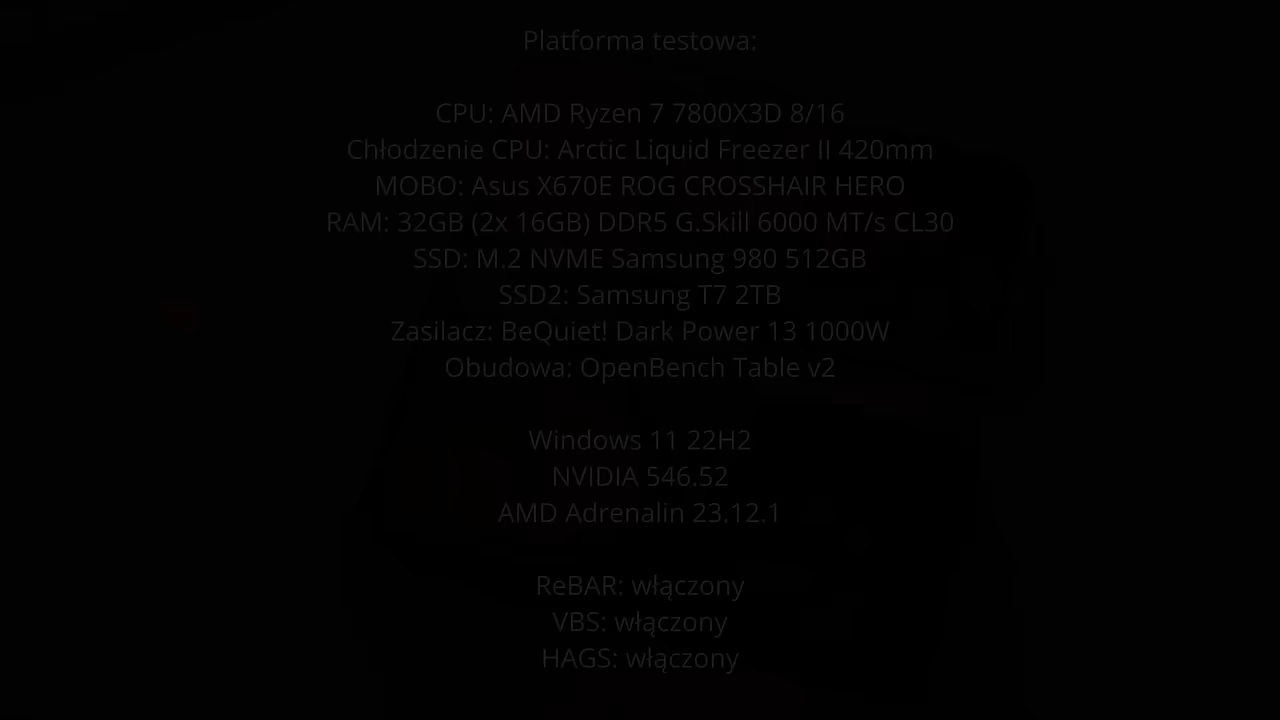 Platforma testowa:
CPU: AMD Ryzen 7 7800X3D 8/16
Chłodzenie CPU: Arctic Liquid Freezer II 420mm
MOBO: Asus X670E ROG CROSSHAIR HERO
RAM: 32GB (2x 16GB) DDR5 G.Skill 6000 MT/s CL30
SSD: M.2 NVME Samsung 980 512GB
SSD2: Samsung T7 2TB
Zasilacz: BeQuiet! Dark Power 13 1000W
Obudowa: OpenBench Table v2
Windows 11 22H2
NVIDIA 546.52
AMD Adrenalin 23.12.1
ReBAR: włączony
VBS: włączony
HAGS: włączony